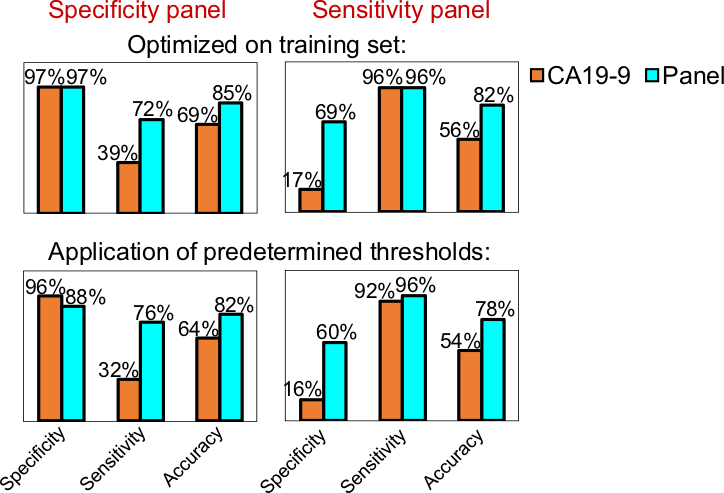 Specificity panel Sensitivity panel
Optimized on training set:
CA19-9 Panel
97% 97% 39% 72% 69% 85%
17% 69% 96% 96% 56% 82%
Application of predetermined thresholds:
96% 88% 32% 76% 64% 82%
16% 60% 92% 96% 54% 78%
Specificity Sensitivity Accuracy
Specificity Sensitivity Accuracy